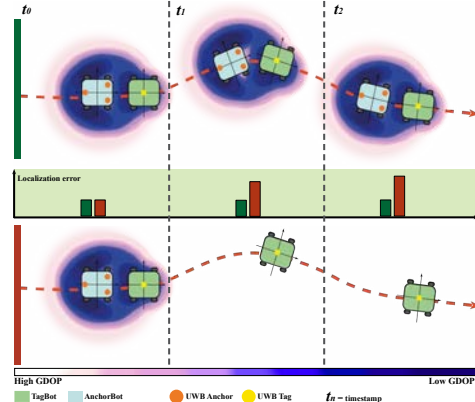 t0 t1 t2
Localization error
High GDOP Low GDOP
TagBot AnchorBot UWB Anchor UWB Tag tn – timestamp